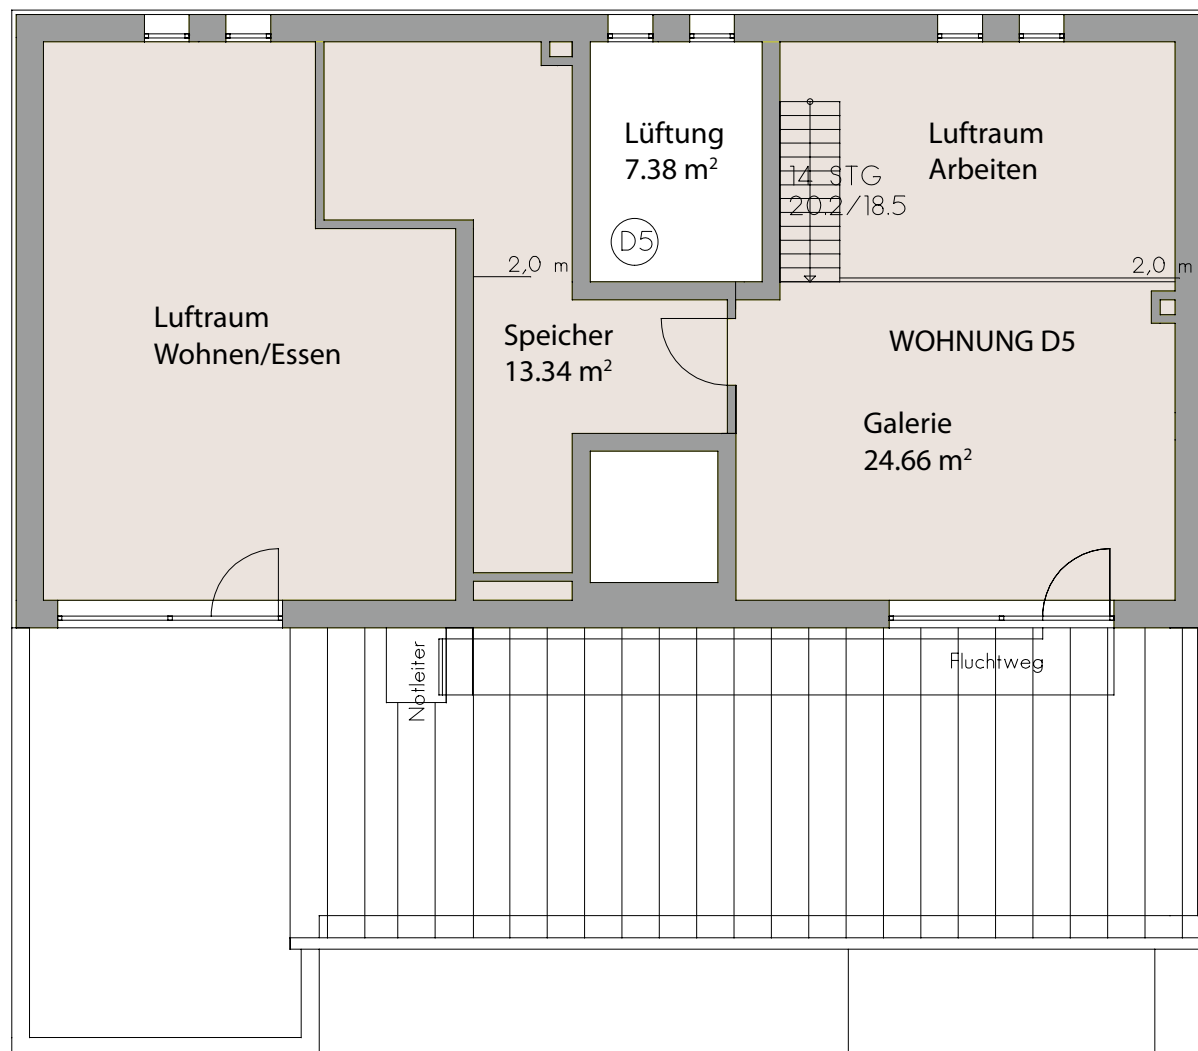 Lüftung
7.38 m²
D5
Luftraum
Arbeiten
14 STG
20.2/18.5
2,0 m
2,0 m
Luftraum
Wohnen/Essen
Speicher
13.34 m²
WOHNUNG D5
Galerie
24.66 m²
Notleiter
Fluchtweg